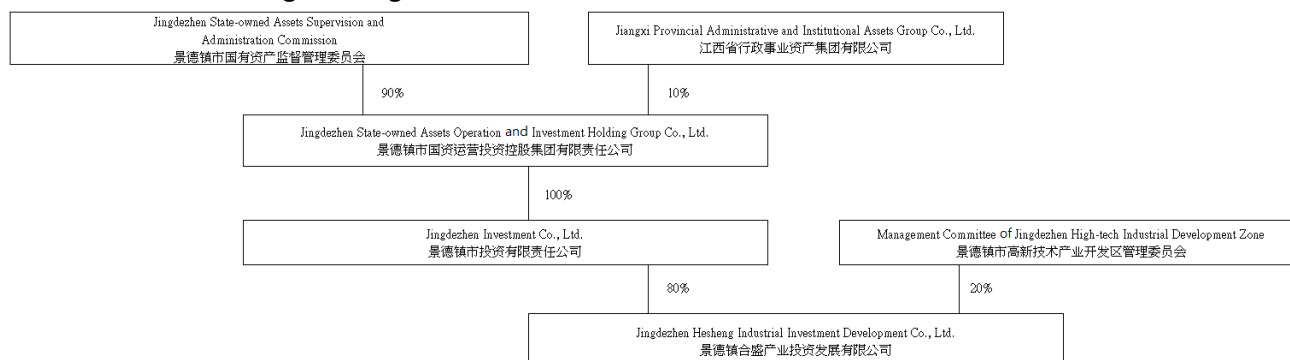 Jingdezhen State-owned Assets Supervision and
Administration Commission
景德镇市国有资产监督管理委员会
Jiangxi Provincial Administrative and Institutional Assets Group Co., Ltd.
江西省行政事业资产集团有限公司
90%
10%
Jingdezhen State-owned Assets Operation and Investment Holding Group Co., Ltd.
景德镇市国资运营投资控股集团有限责任公司
100%
Jingdezhen Investment Co., Ltd.
景德镇市投资有限责任公司
Management Committee of Jingdezhen High-tech Industrial Development Zone
景德镇市高新技术产业开发区管理委员会
80%
20%
Jingdezhen Hesheng Industrial Investment Development Co., Ltd.
景德镇合盛产业投资发展有限公司